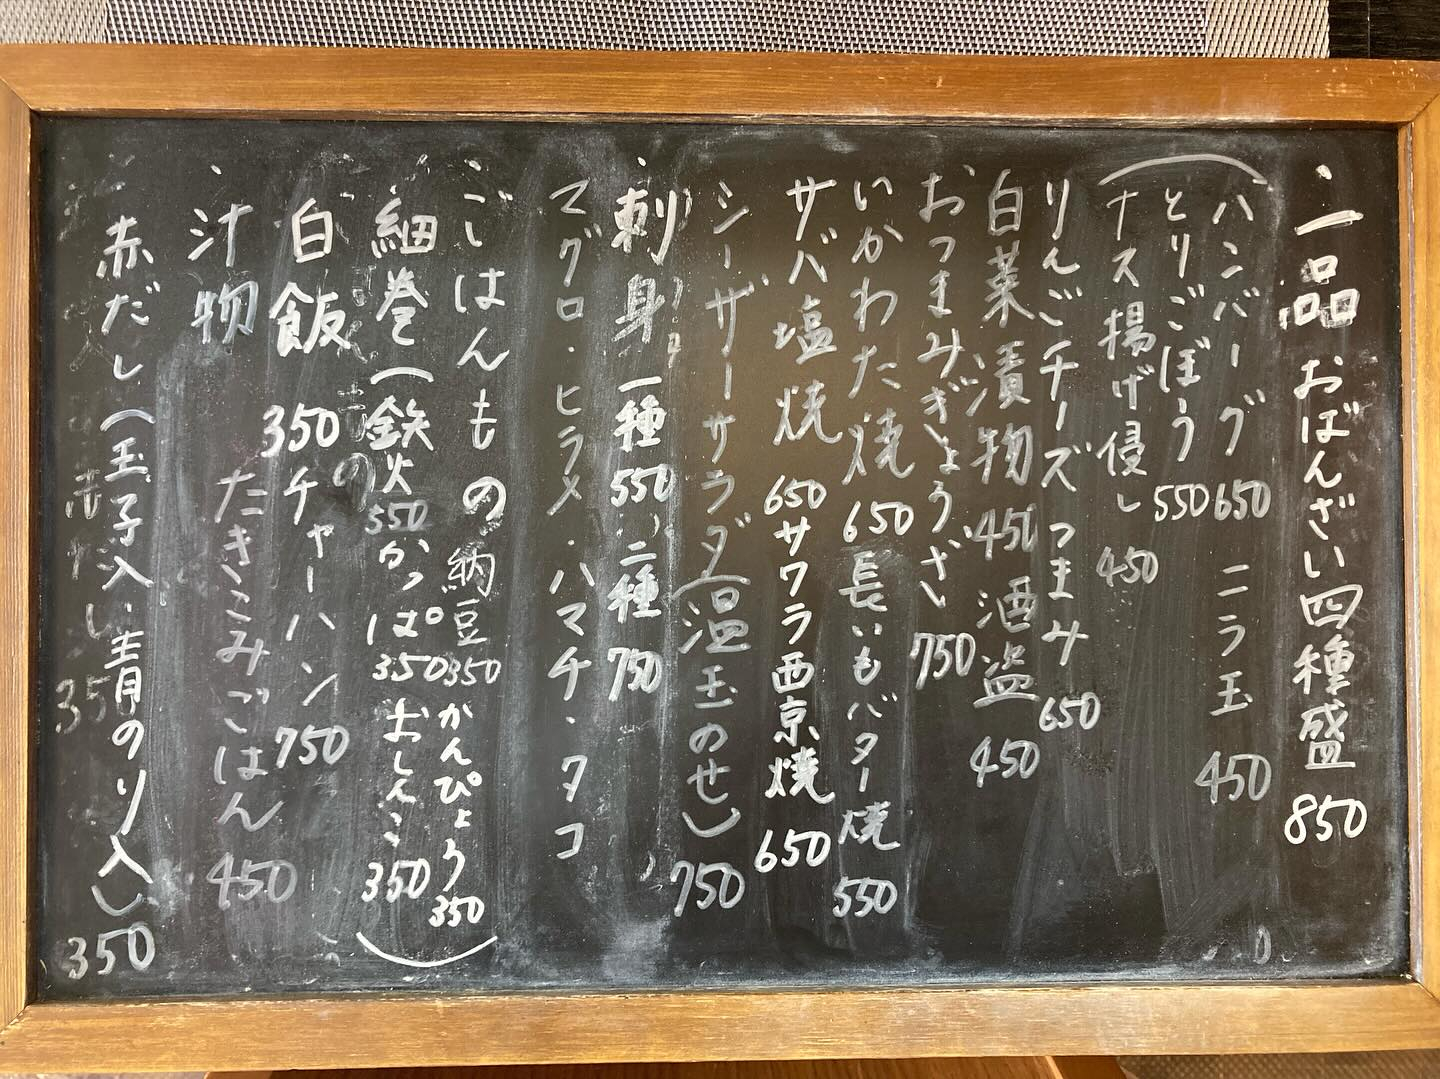 ・一品 おばんざい四種盛 850
ハンバーグ 650 ニラ玉 450
とりごぼう 550
ナス揚げ侵し 450
りんごチーズつまみ 650
白菜漬物 450 酒盗 450
おつまみぎょうざい 750
いかわた焼 650 長いもバター焼 550
サバ塩焼 650 サワラ西京焼 650
シーザーサラダ(温玉のせ) 750
・刺身 一種 550 二種 750
マグロ・ヒラメ・ハマチ・タコ
・ごはんもの 納豆 350 かんぴょう 350
細巻(鉄火 550 かっぱ 350 おしんこ 350)
白飯 350 チャーハン 750
たきこみごはん 450
・汁物
赤だし(玉子入・青のり入) 350